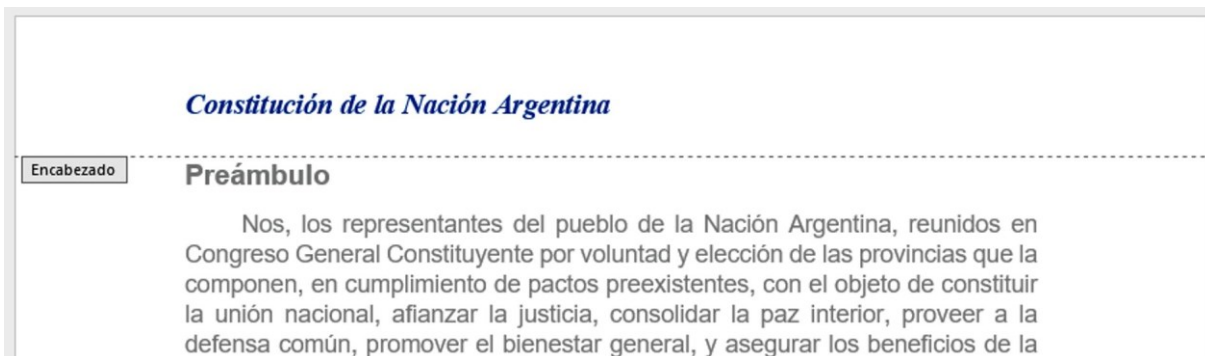 Constitución de la Nación Argentina
Encabezado
Preámbulo
Nos, los representantes del pueblo de la Nación Argentina, reunidos en
Congreso General Constituyente por voluntad y elección de las provincias que la
componen, en cumplimiento de pactos preexistentes, con el objeto de constituir
la unión nacional, afianzar la justicia, consolidar la paz interior, proveer a la
defensa común, promover el bienestar general, y asegurar los beneficios de la